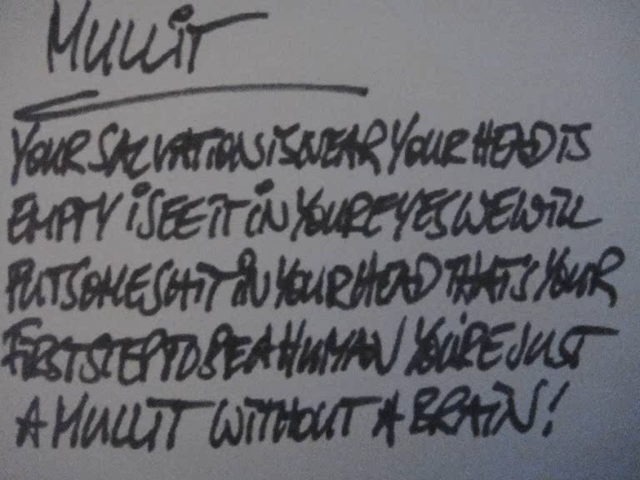 MULLiT
YOUR SALVATION iS NEAR YOUR HEAD IS
EMPTY i SEE iT iN YOUR EYES WE WiLL
PUT SOME SHiT iN YOUR HEAD THAT'S YOUR
FiRST STEP TO BE A HUMAN YOU'RE JUST
A MULLiT WiTHOUT A BRAiN!